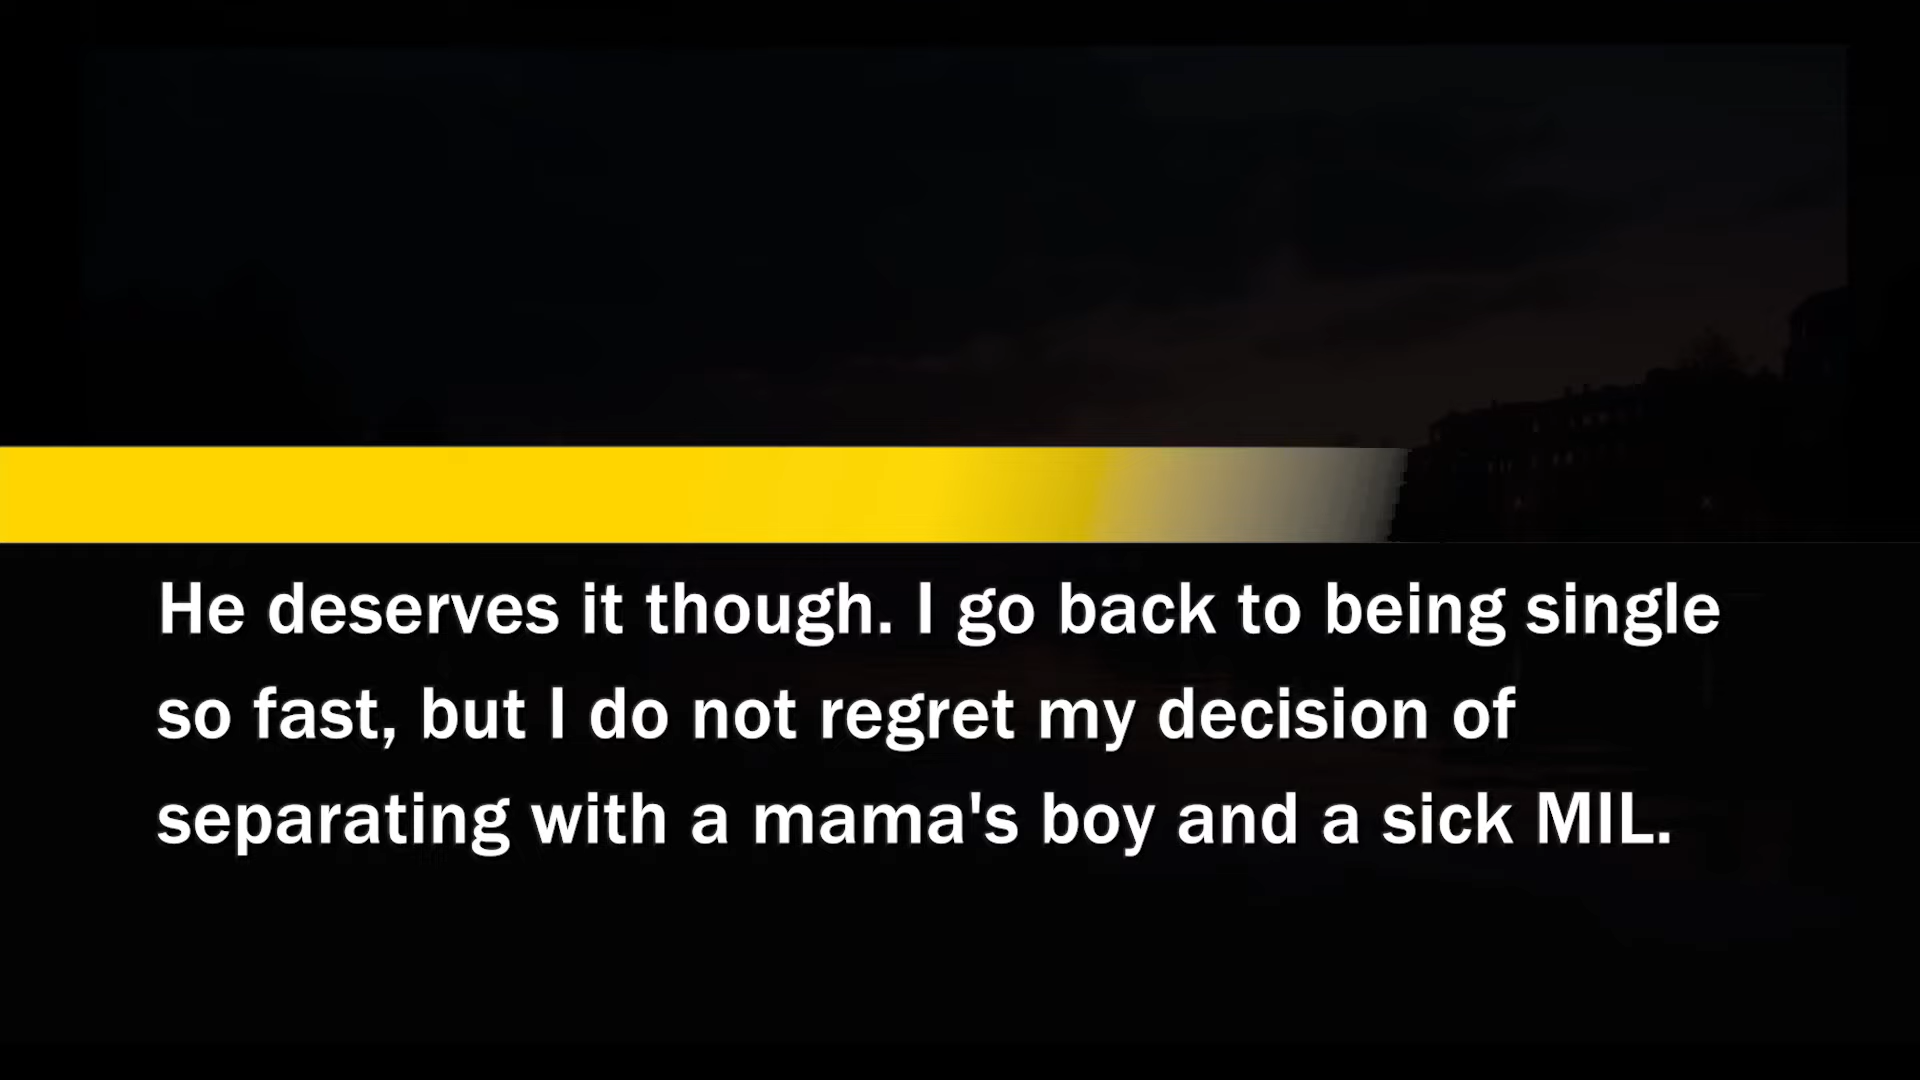 He deserves it though. I go back to being single
so fast, but I do not regret my decision of
separating with a mama's boy and a sick MIL.